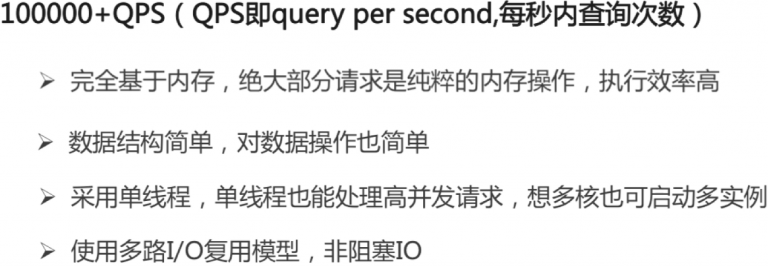 100000+QPS（QPS即query per second,每秒内查询次数）
➢ 完全基于内存，绝大部分请求是纯粹的内存操作，执行效率高
➢ 数据结构简单，对数据操作也简单
➢ 采用单线程，单线程也能处理高并发请求，想多核也可启动多实例
➢ 使用多路I/O复用模型，非阻塞IO